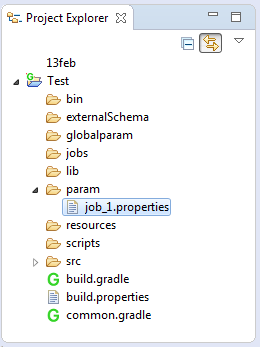 Project Explorer
13feb
Test
bin
externalSchema
globalparam
jobs
lib
param
job_1.properties
resources
scripts
src
build.gradle
build.properties
common.gradle